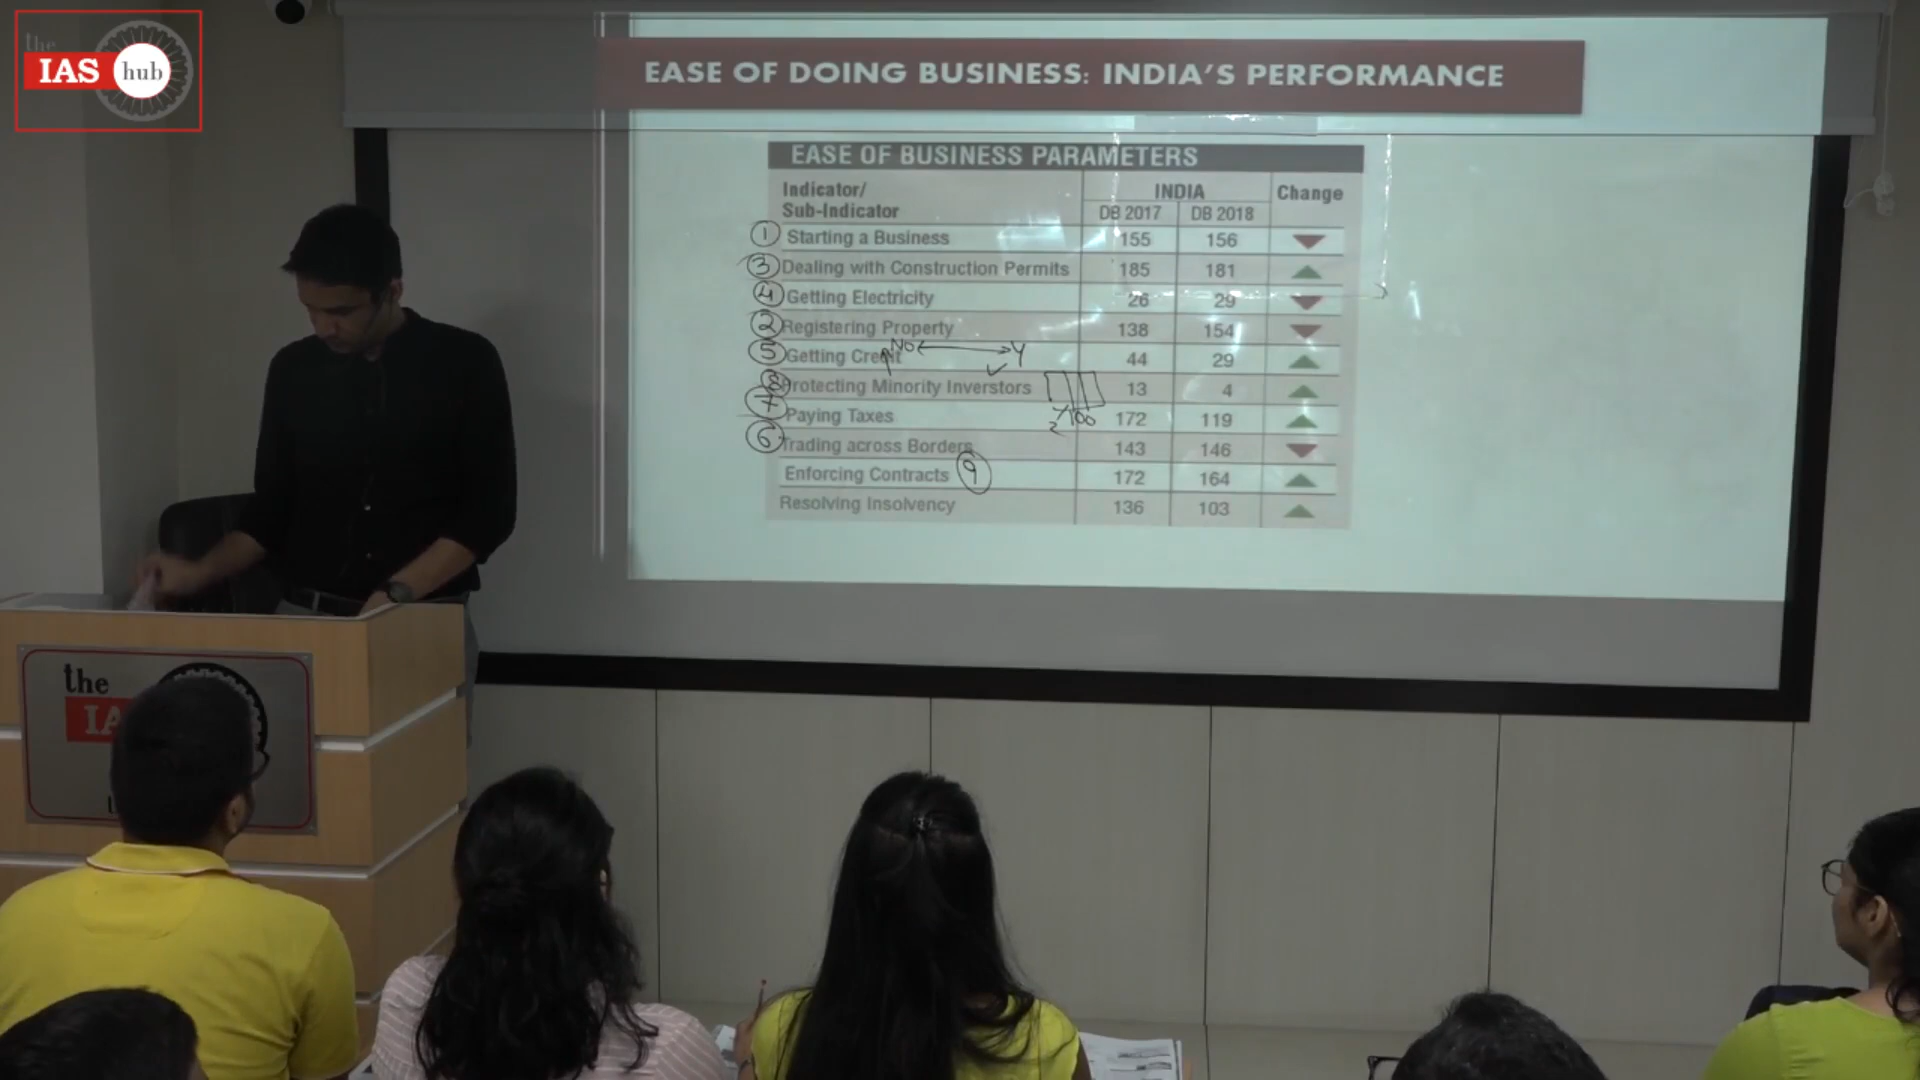 the
IAS hub
EASE OF DOING BUSINESS: INDIA'S PERFORMANCE
EASE OF BUSINESS PARAMETERS
Indicator/ Sub-Indicator INDIA Change
DB 2017 DB 2018
1 Starting a Business 155 156
3 Dealing with Construction Permits 185 181
4 Getting Electricity 26 29
2 Registering Property 138 154
No Y
5 Getting Credit 44 29
8 Protecting Minority Inverstors 13 4
7 Paying Taxes 172 119
100
2
6 Trading across Borders 143 146
Enforcing Contracts 9 172 164
Resolving Insolvency 136 103
the
IA